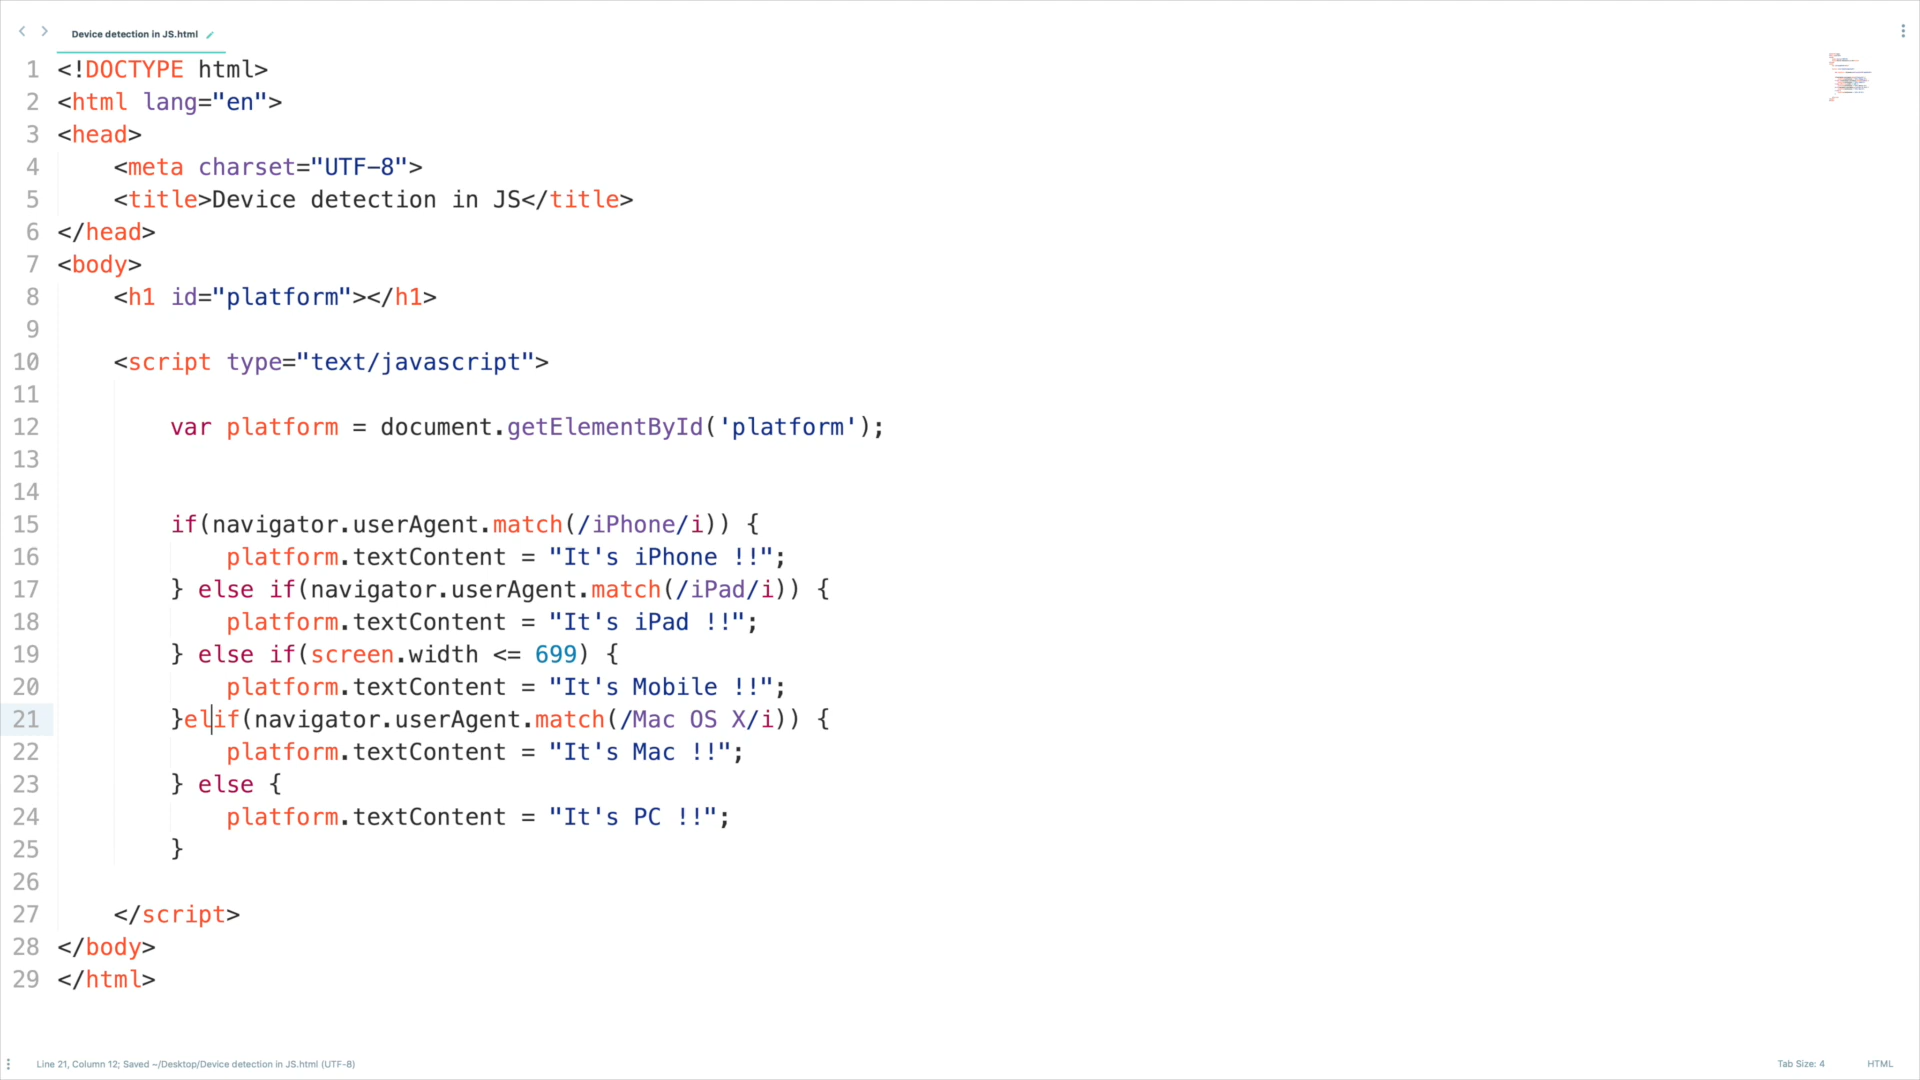 Device detection in JS.html
1 <!DOCTYPE html>
2 <html lang="en">
3 <head>
4     <meta charset="UTF-8">
5     <title>Device detection in JS</title>
6 </head>
7 <body>
8     <h1 id="platform"></h1>
9
10     <script type="text/javascript">
11
12         var platform = document.getElementById('platform');
13
14
15         if(navigator.userAgent.match(/iPhone/i)) {
16             platform.textContent = "It's iPhone !!";
17         } else if(navigator.userAgent.match(/iPad/i)) {
18             platform.textContent = "It's iPad !!";
19         } else if(screen.width <= 699) {
20             platform.textContent = "It's Mobile !!";
21         }elif(navigator.userAgent.match(/Mac OS X/i)) {
22             platform.textContent = "It's Mac !!";
23         } else {
24             platform.textContent = "It's PC !!";
25         }
26
27     </script>
28 </body>
29 </html>
Line 21, Column 12; Saved ~/Desktop/Device detection in JS.html (UTF-8)
Tab Size: 4
HTML